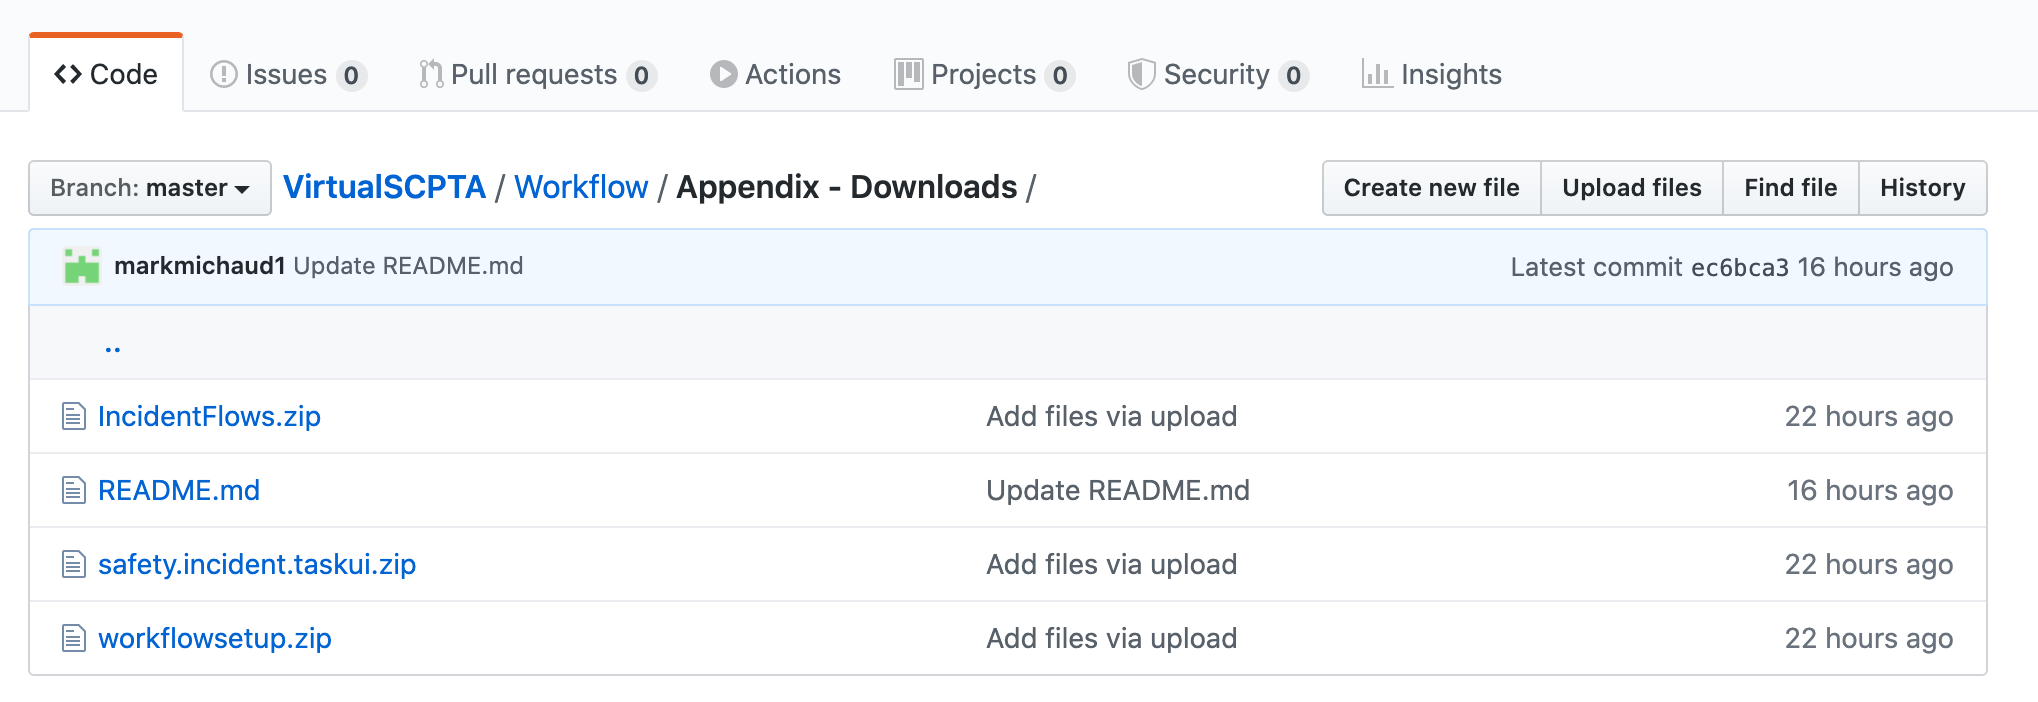 <> Code Issues 0 Pull requests 0 Actions Projects 0 Security 0 Insights
Branch: master VirtualSCPTA / Workflow / Appendix - Downloads / Create new file Upload files Find file History
markmichaud1 Update README.md Latest commit ec6bca3 16 hours ago
..
IncidentFlows.zip Add files via upload 22 hours ago
README.md Update README.md 16 hours ago
safety.incident.taskui.zip Add files via upload 22 hours ago
workflowsetup.zip Add files via upload 22 hours ago